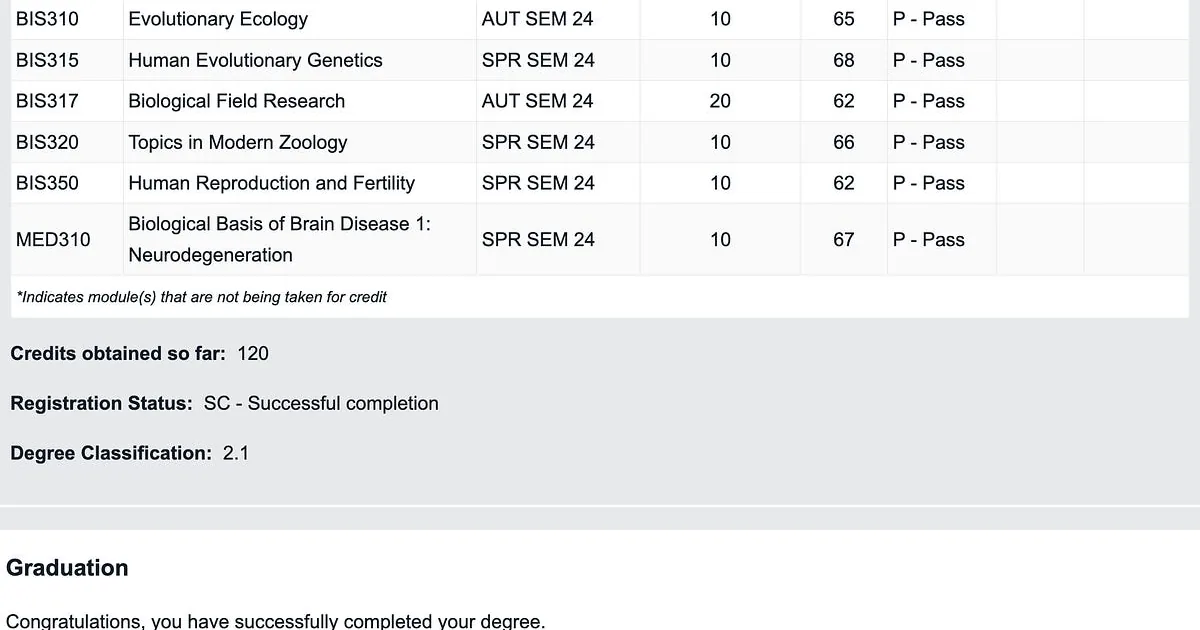 BIS310 Evolutionary Ecology AUT SEM 24 10 65 P - Pass
BIS315 Human Evolutionary Genetics SPR SEM 24 10 68 P - Pass
BIS317 Biological Field Research AUT SEM 24 20 62 P - Pass
BIS320 Topics in Modern Zoology SPR SEM 24 10 66 P - Pass
BIS350 Human Reproduction and Fertility SPR SEM 24 10 62 P - Pass
Biological Basis of Brain Disease 1:
MED310 SPR SEM 24 10 67 P - Pass
Neurodegeneration
*Indicates module(s) that are not being taken for credit
Credits obtained so far: 120
Registration Status: SC - Successful completion
Degree Classification: 2.1
Graduation
Congratulations, you have successfully completed your degree.